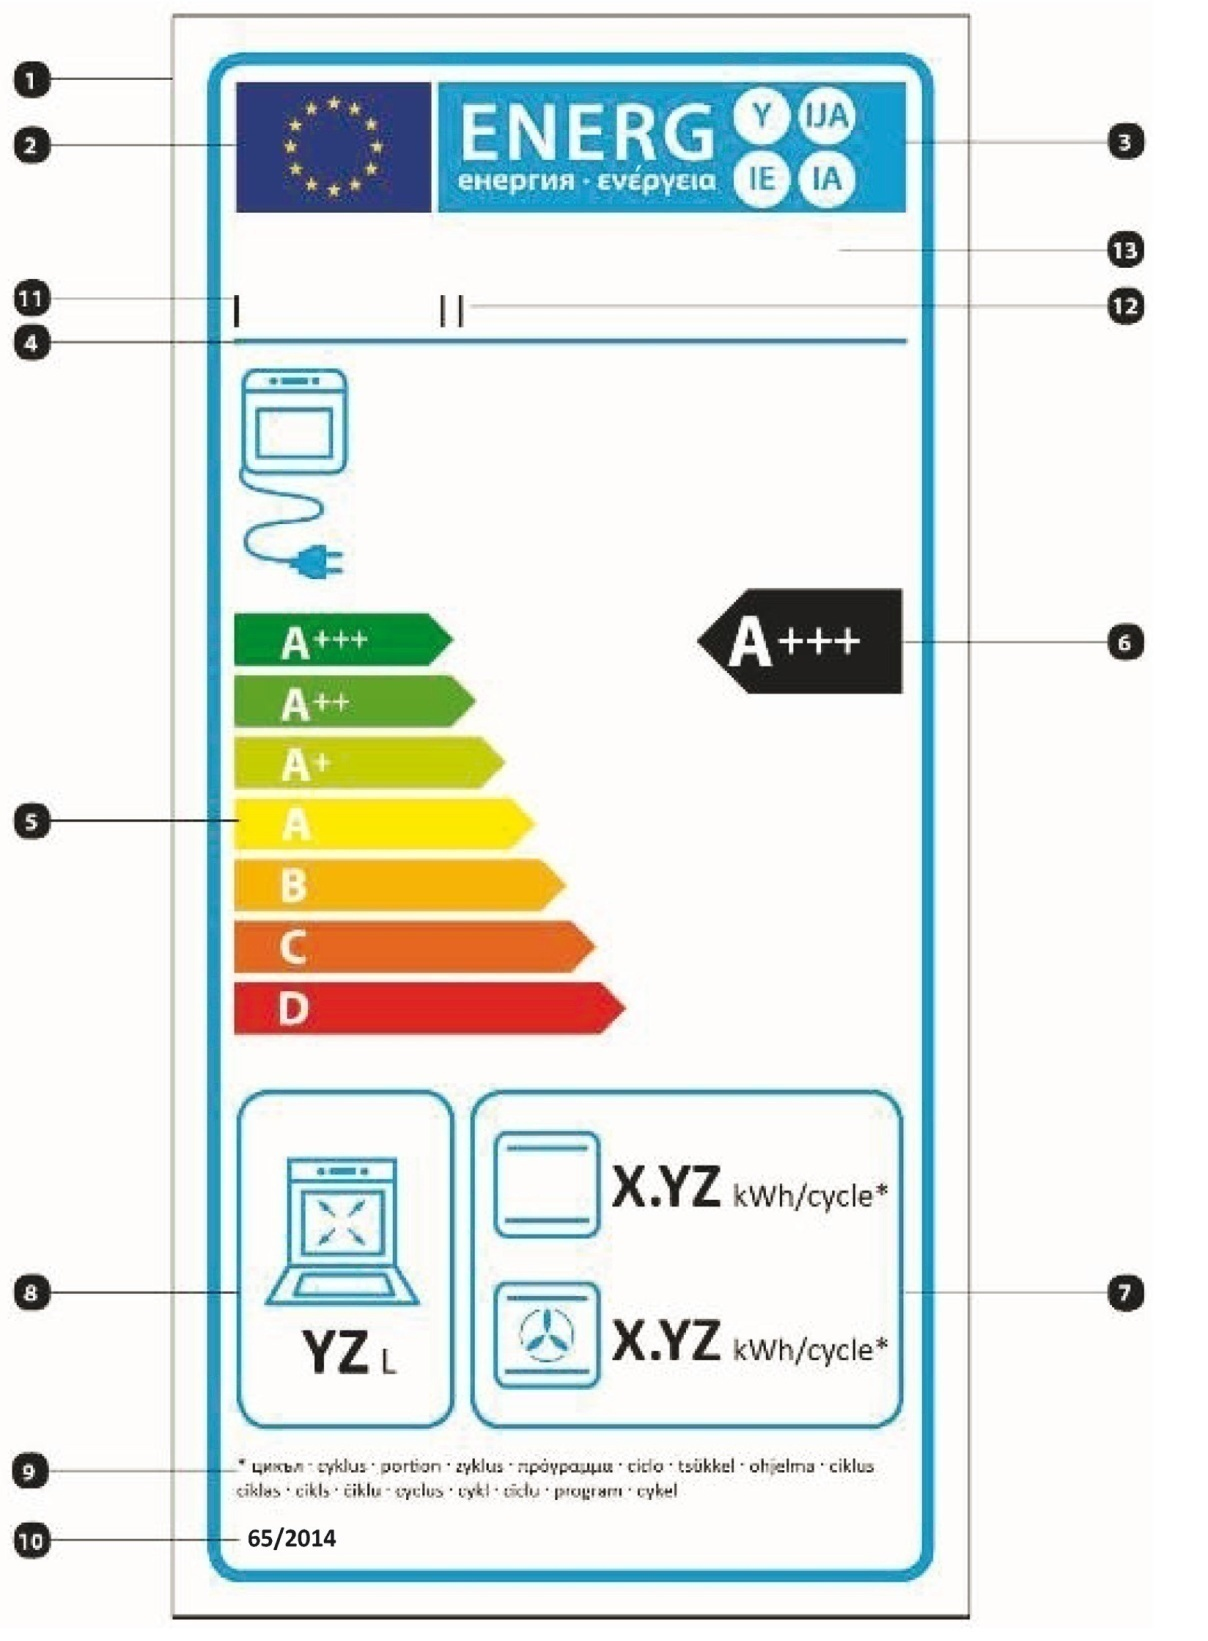 1
2
ENERG Y IJA
енергия · ενέργεια IE IA
3
13
11
I II
12
4
A+++
A+++
6
A++
A+
5
A
B
C
D
X.YZ kWh/cycle*
8
7
YZ L
X.YZ kWh/cycle*
9
* цикъл · cyklus · portion · zyklus · πρόγραμμα · ciclo · tsükkel · ohjelma · ciklus
ciklas · cikls · ċiklu · cyclus · cykl · ciclu · program · cykel
10
65/2014